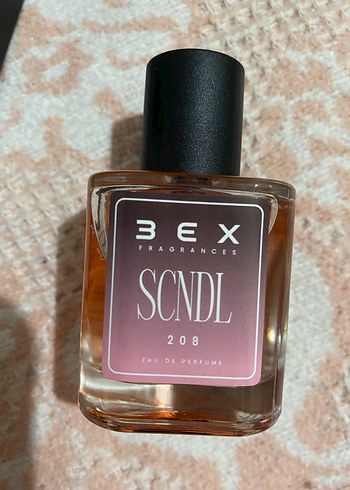 BEX
FRAGRANCES
SCNDL
208
EAU DE PERFUME